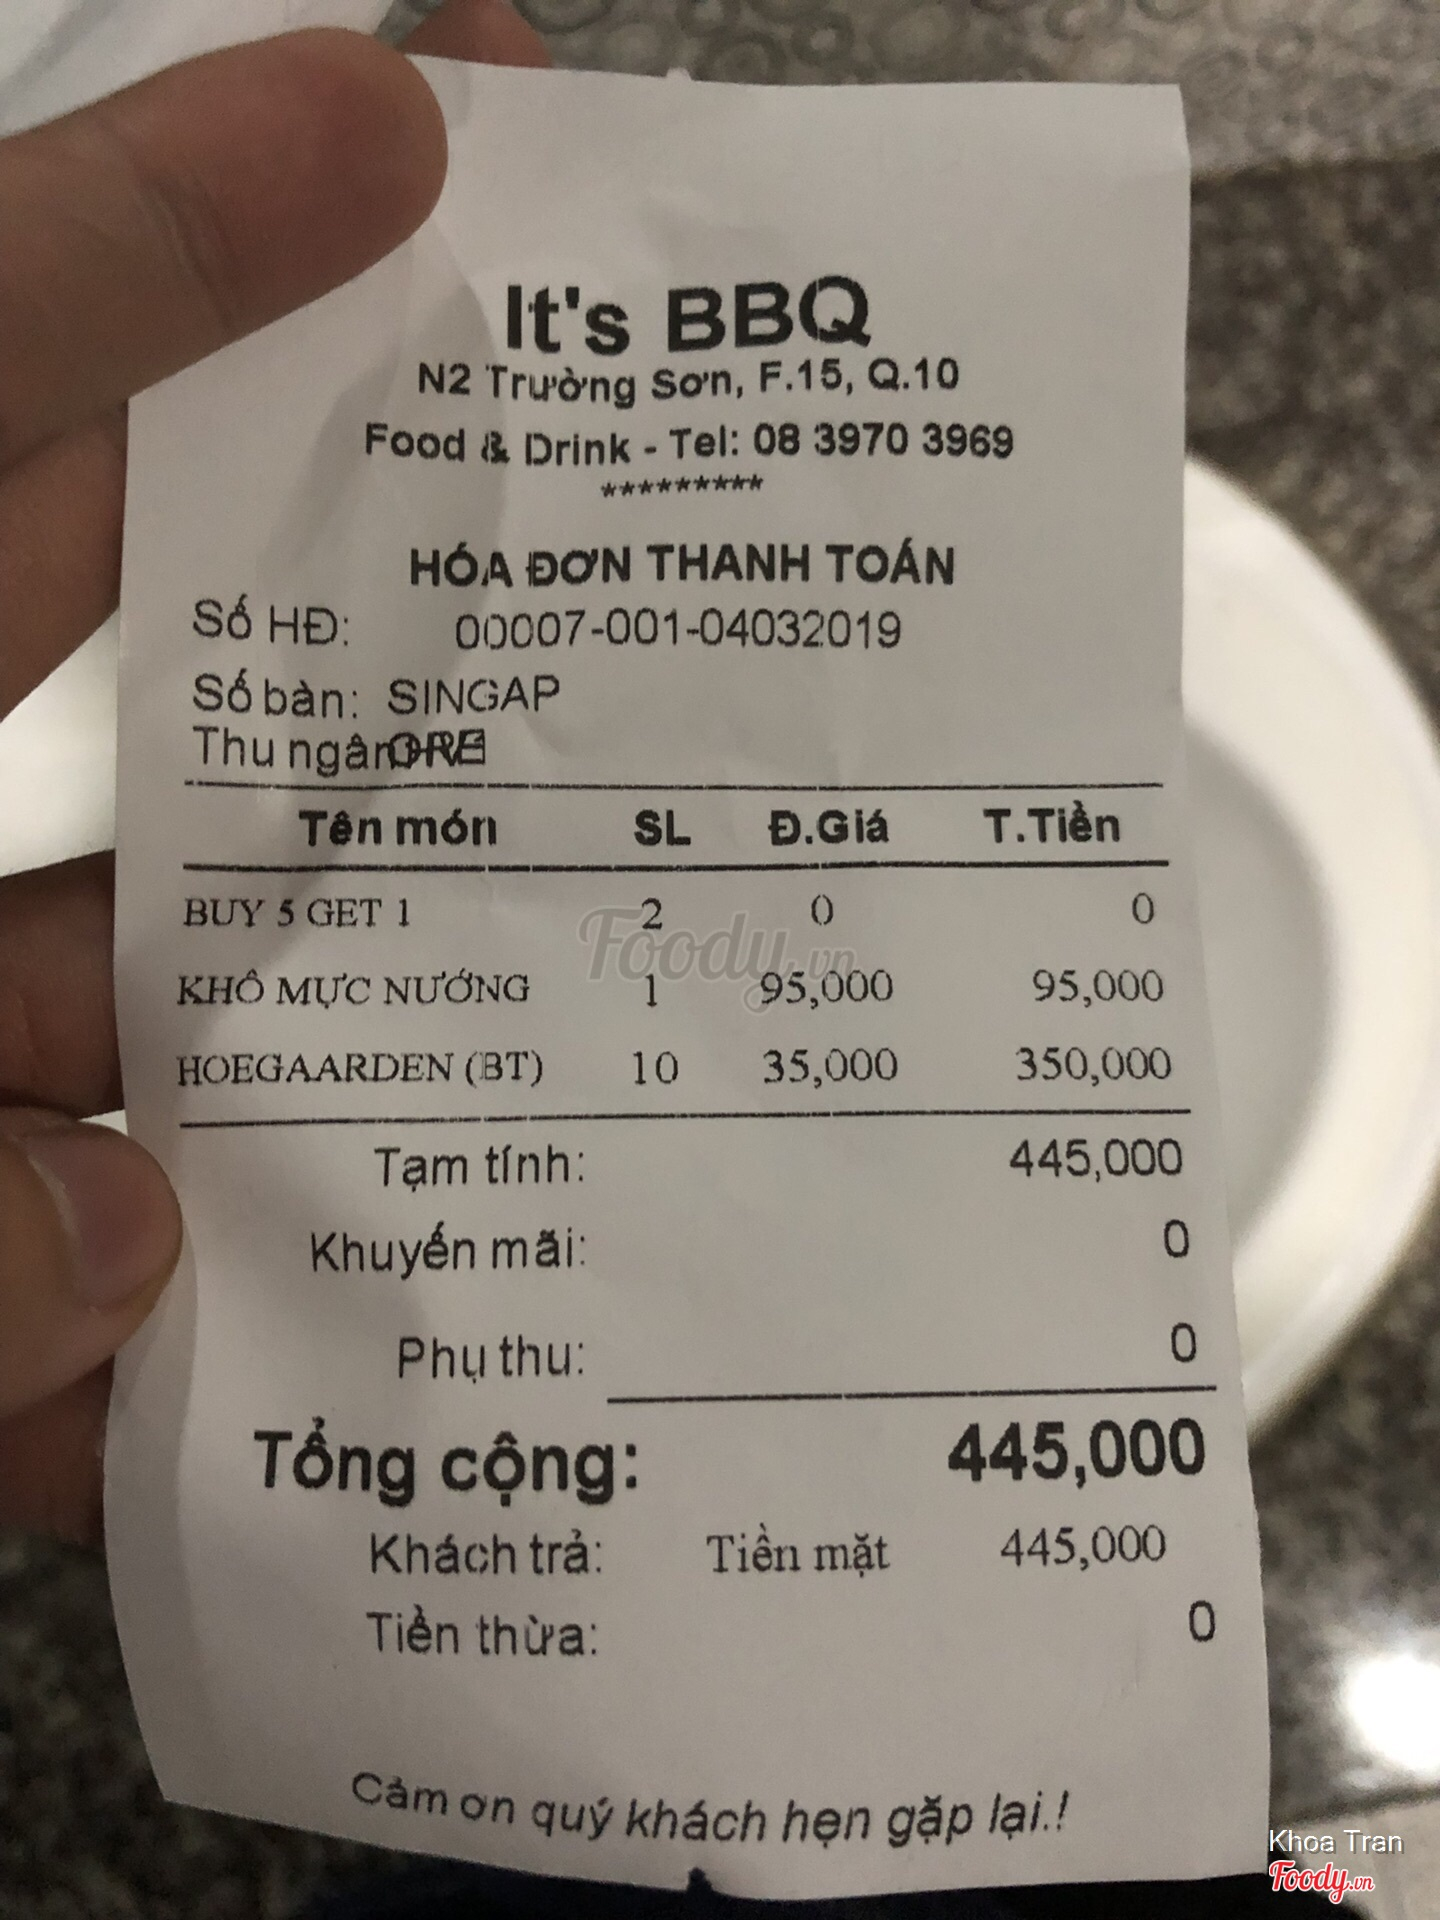 It's BBQ
N2 Trường Sơn, F.15, Q.10
Food & Drink - Tel: 08 3970 3969
*********
HÓA ĐƠN THANH TOÁN
Số HĐ: 00007-001-04032019
Số bàn: SINGAP
Thu ngân ORE
Tên món SL Đ.Giá T.Tiền
BUY 5 GET 1 2 0 0
KHÔ MỰC NƯỚNG 1 95,000 95,000
HOEGAARDEN (BT) 10 35,000 350,000
Tạm tính: 445,000
Khuyến mãi: 0
Phụ thu: 0
Tổng cộng: 445,000
Khách trả: Tiền mặt 445,000
Tiền thừa: 0
Cảm ơn quý khách hẹn gặp lại.!
Foody.vn
Khoa Tran
Foody.vn